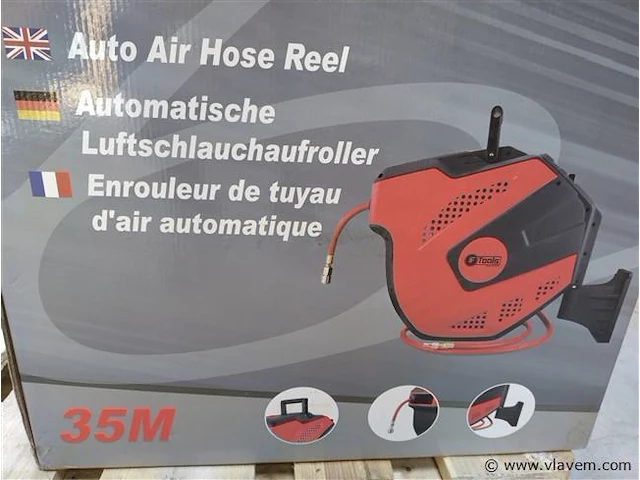 Auto Air Hose Reel
Automatische
Luftschlauchaufroller
Enrouleur de tuyau
d'air automatique
Tools
35M
© www.vlavem.com